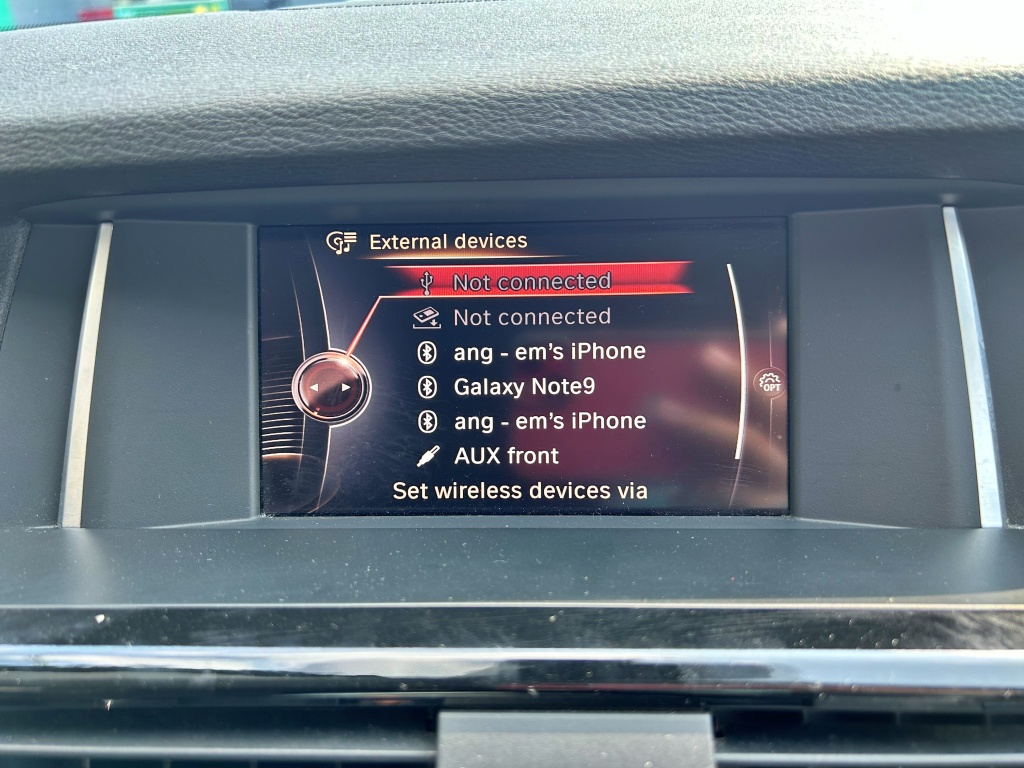 External devices
Not connected
Not connected
ang - em's iPhone
Galaxy Note9
ang - em's iPhone
OPT
AUX front
Set wireless devices via